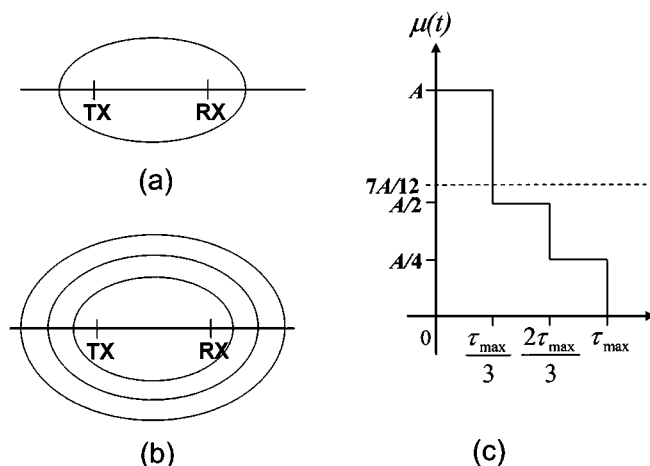 TX RX
(a)
TX RX
(b)
μ(t)
A
7A/12
A/2
A/4
0 τmax/3 2τmax/3 τmax
(c)